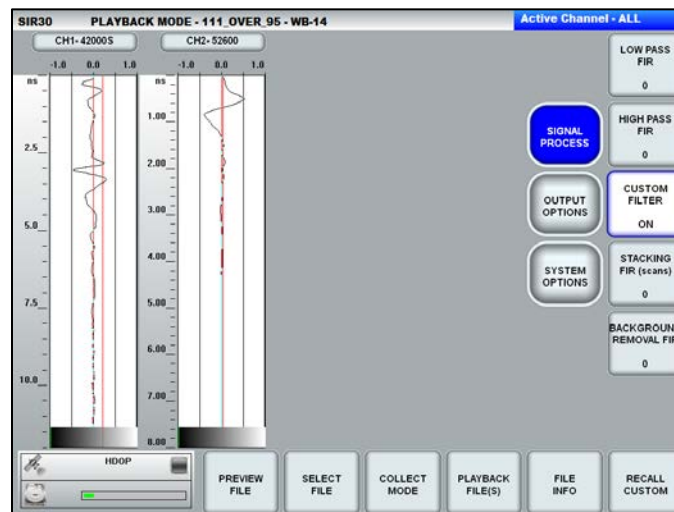 SIR30 PLAYBACK MODE - 111_OVER_95 - WB-14
Active Channel - ALL
CH1-42000S
CH2-52600
-1.0 0.0 1.0
-1.0 0.0 1.0
ns
2.5
5.0
7.5
10.0
ns
1.00
2.00
3.00
4.00
5.00
6.00
7.00
8.00
SIGNAL
PROCESS
OUTPUT
OPTIONS
SYSTEM
OPTIONS
LOW PASS
FIR
0
HIGH PASS
FIR
0
CUSTOM
FILTER
ON
STACKING
FIR (scans)
0
BACKGROUN
REMOVAL FI
0
HDOP
PREVIEW
FILE
SELECT
FILE
COLLECT
MODE
PLAYBACK
FILE(S)
FILE
INFO
RECALL
CUSTOM